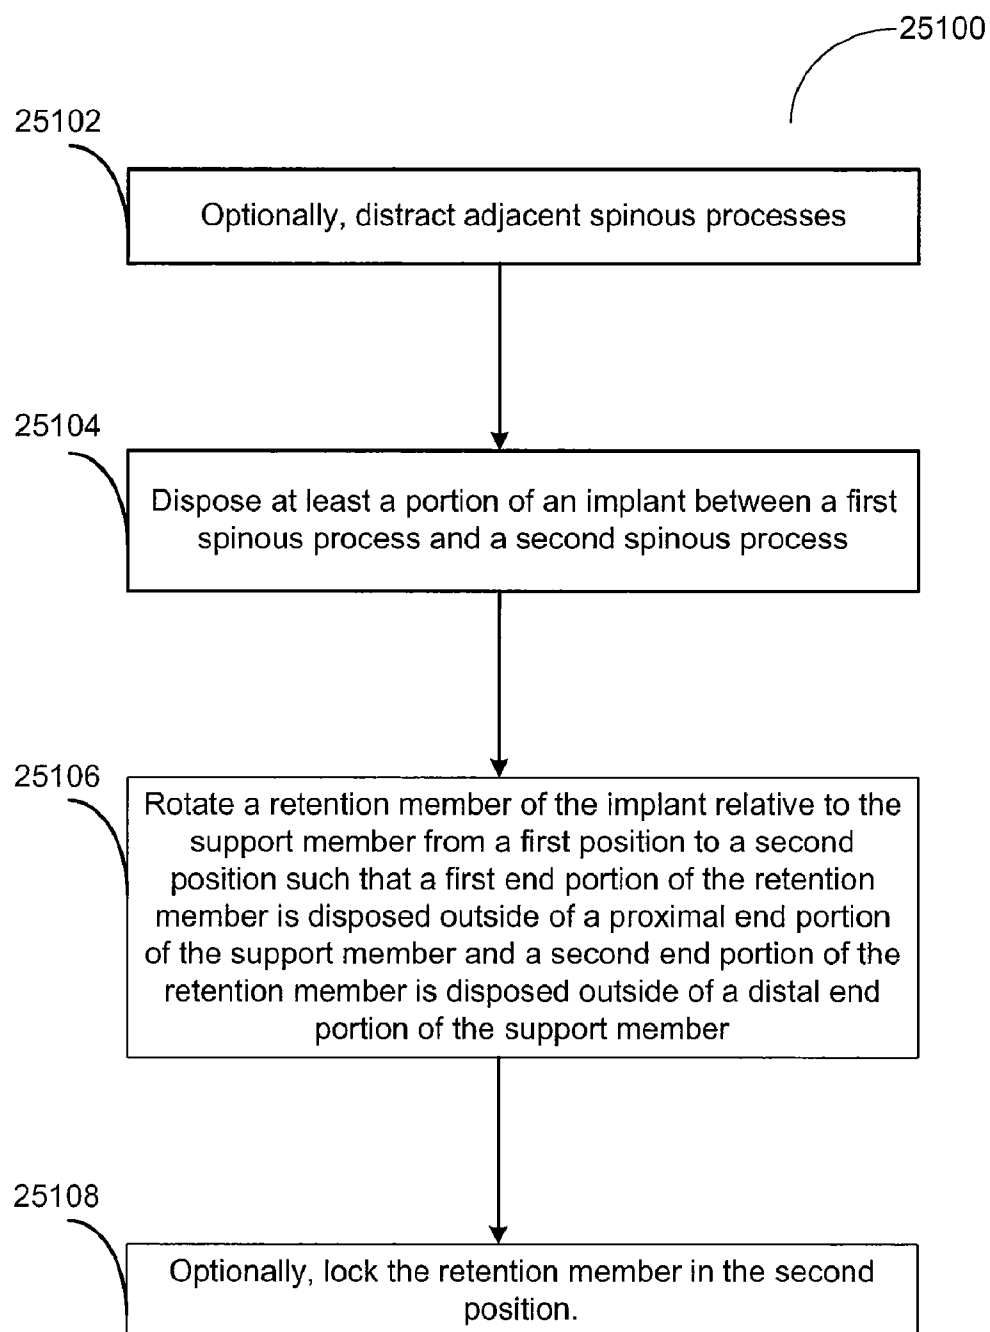 25100
25102
Optionally, distract adjacent spinous processes
25104
Dispose at least a portion of an implant between a first
spinous process and a second spinous process
25106
Rotate a retention member of the implant relative to the
support member from a first position to a second
position such that a first end portion of the retention
member is disposed outside of a proximal end portion
of the support member and a second end portion of the
retention member is disposed outside of a distal end
portion of the support member
25108
Optionally, lock the retention member in the second
position.